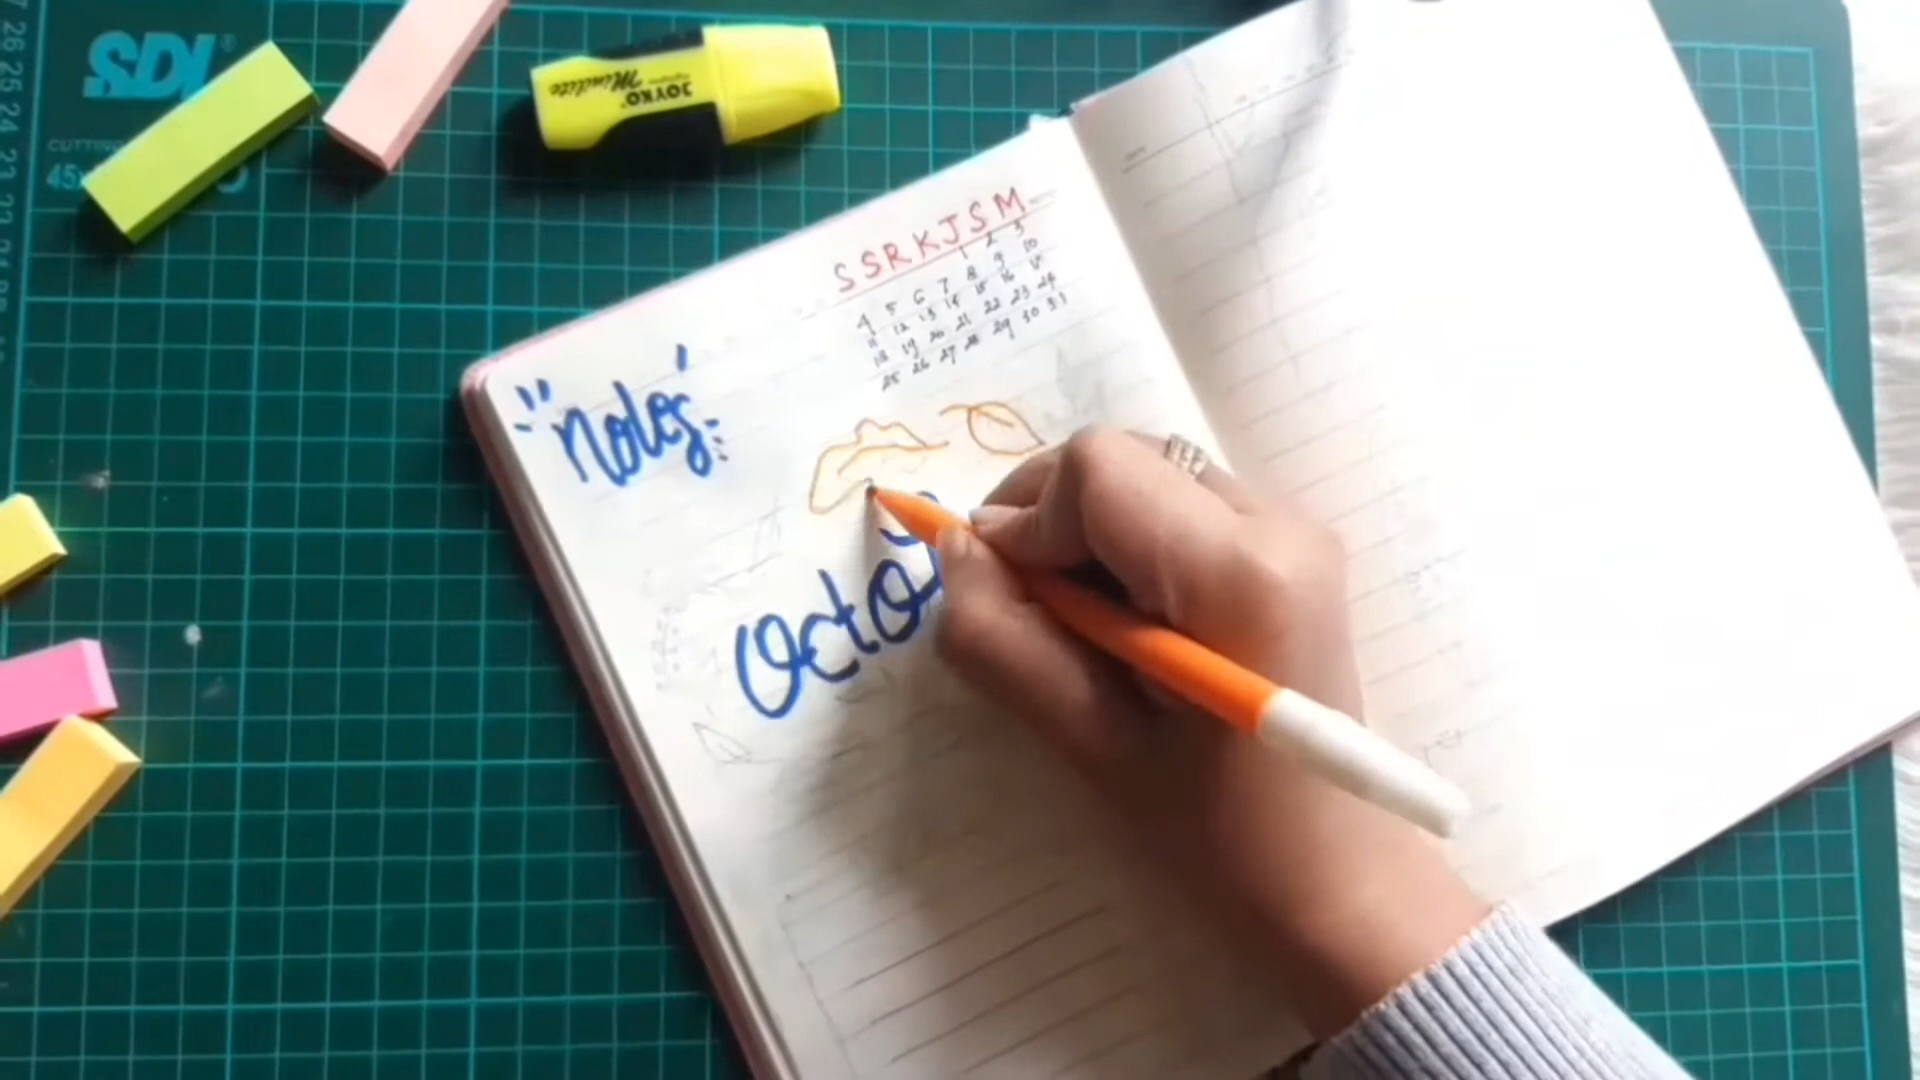 SDI
JOYKO
Minilite
"Notes"
S S R K J S M
1 2 3
4 5 6 7 8 9 10
11 12 13 14 15 16 17
18 19 20 21 22 23 24
25 26 27 28 29 30 31
Octo